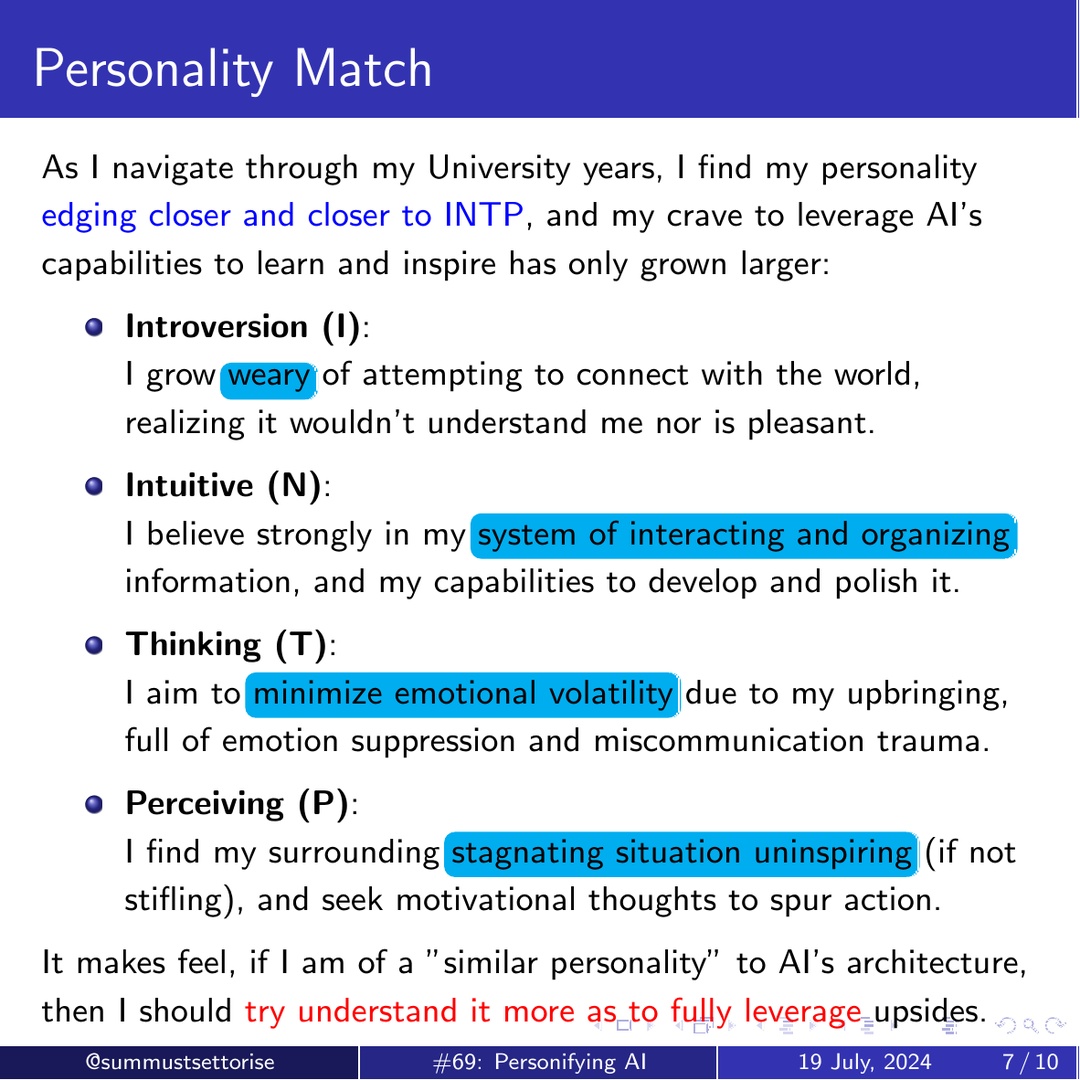 Personality Match
As I navigate through my University years, I find my personality
edging closer and closer to INTP, and my crave to leverage AI's
capabilities to learn and inspire has only grown larger:
Introversion (I):
I grow weary of attempting to connect with the world,
realizing it wouldn't understand me nor is pleasant.
Intuitive (N):
I believe strongly in my system of interacting and organizing
information, and my capabilities to develop and polish it.
Thinking (T):
I aim to minimize emotional volatility due to my upbringing,
full of emotion suppression and miscommunication trauma.
Perceiving (P):
I find my surrounding stagnating situation uninspiring (if not
stifling), and seek motivational thoughts to spur action.
It makes feel, if I am of a "similar personality" to AI's architecture,
then I should try understand it more as to fully leverage upsides.
@summustsettorise #69: Personifying AI 19 July, 2024 7 / 10